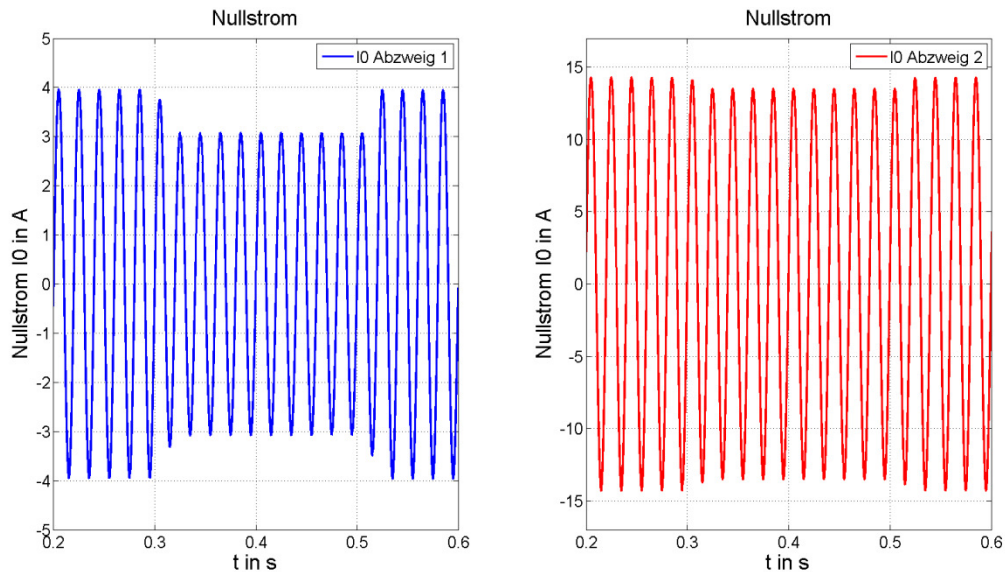 Nullstrom
5
4
3
2
1
0
-1
-2
-3
-4
-5
Nullstrom I0 in A
I0 Abzweig 1
0.2 0.3 0.4 0.5 0.6
t in s
Nullstrom
15
10
5
0
-5
-10
-15
Nullstrom I0 in A
I0 Abzweig 2
0.2 0.3 0.4 0.5 0.6
t in s